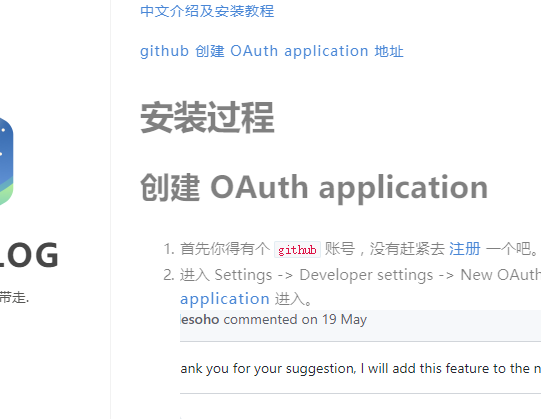 中文介绍及安装教程
github 创建 OAuth application 地址
安装过程
创建 OAuth application
LOG
带走.
1. 首先你得有个 github 账号，没有赶紧去 注册 一个吧。
2. 进入 Settings -> Developer settings -> New OAuth
application 进入。
esoho commented on 19 May
ank you for your suggestion, I will add this feature to the n